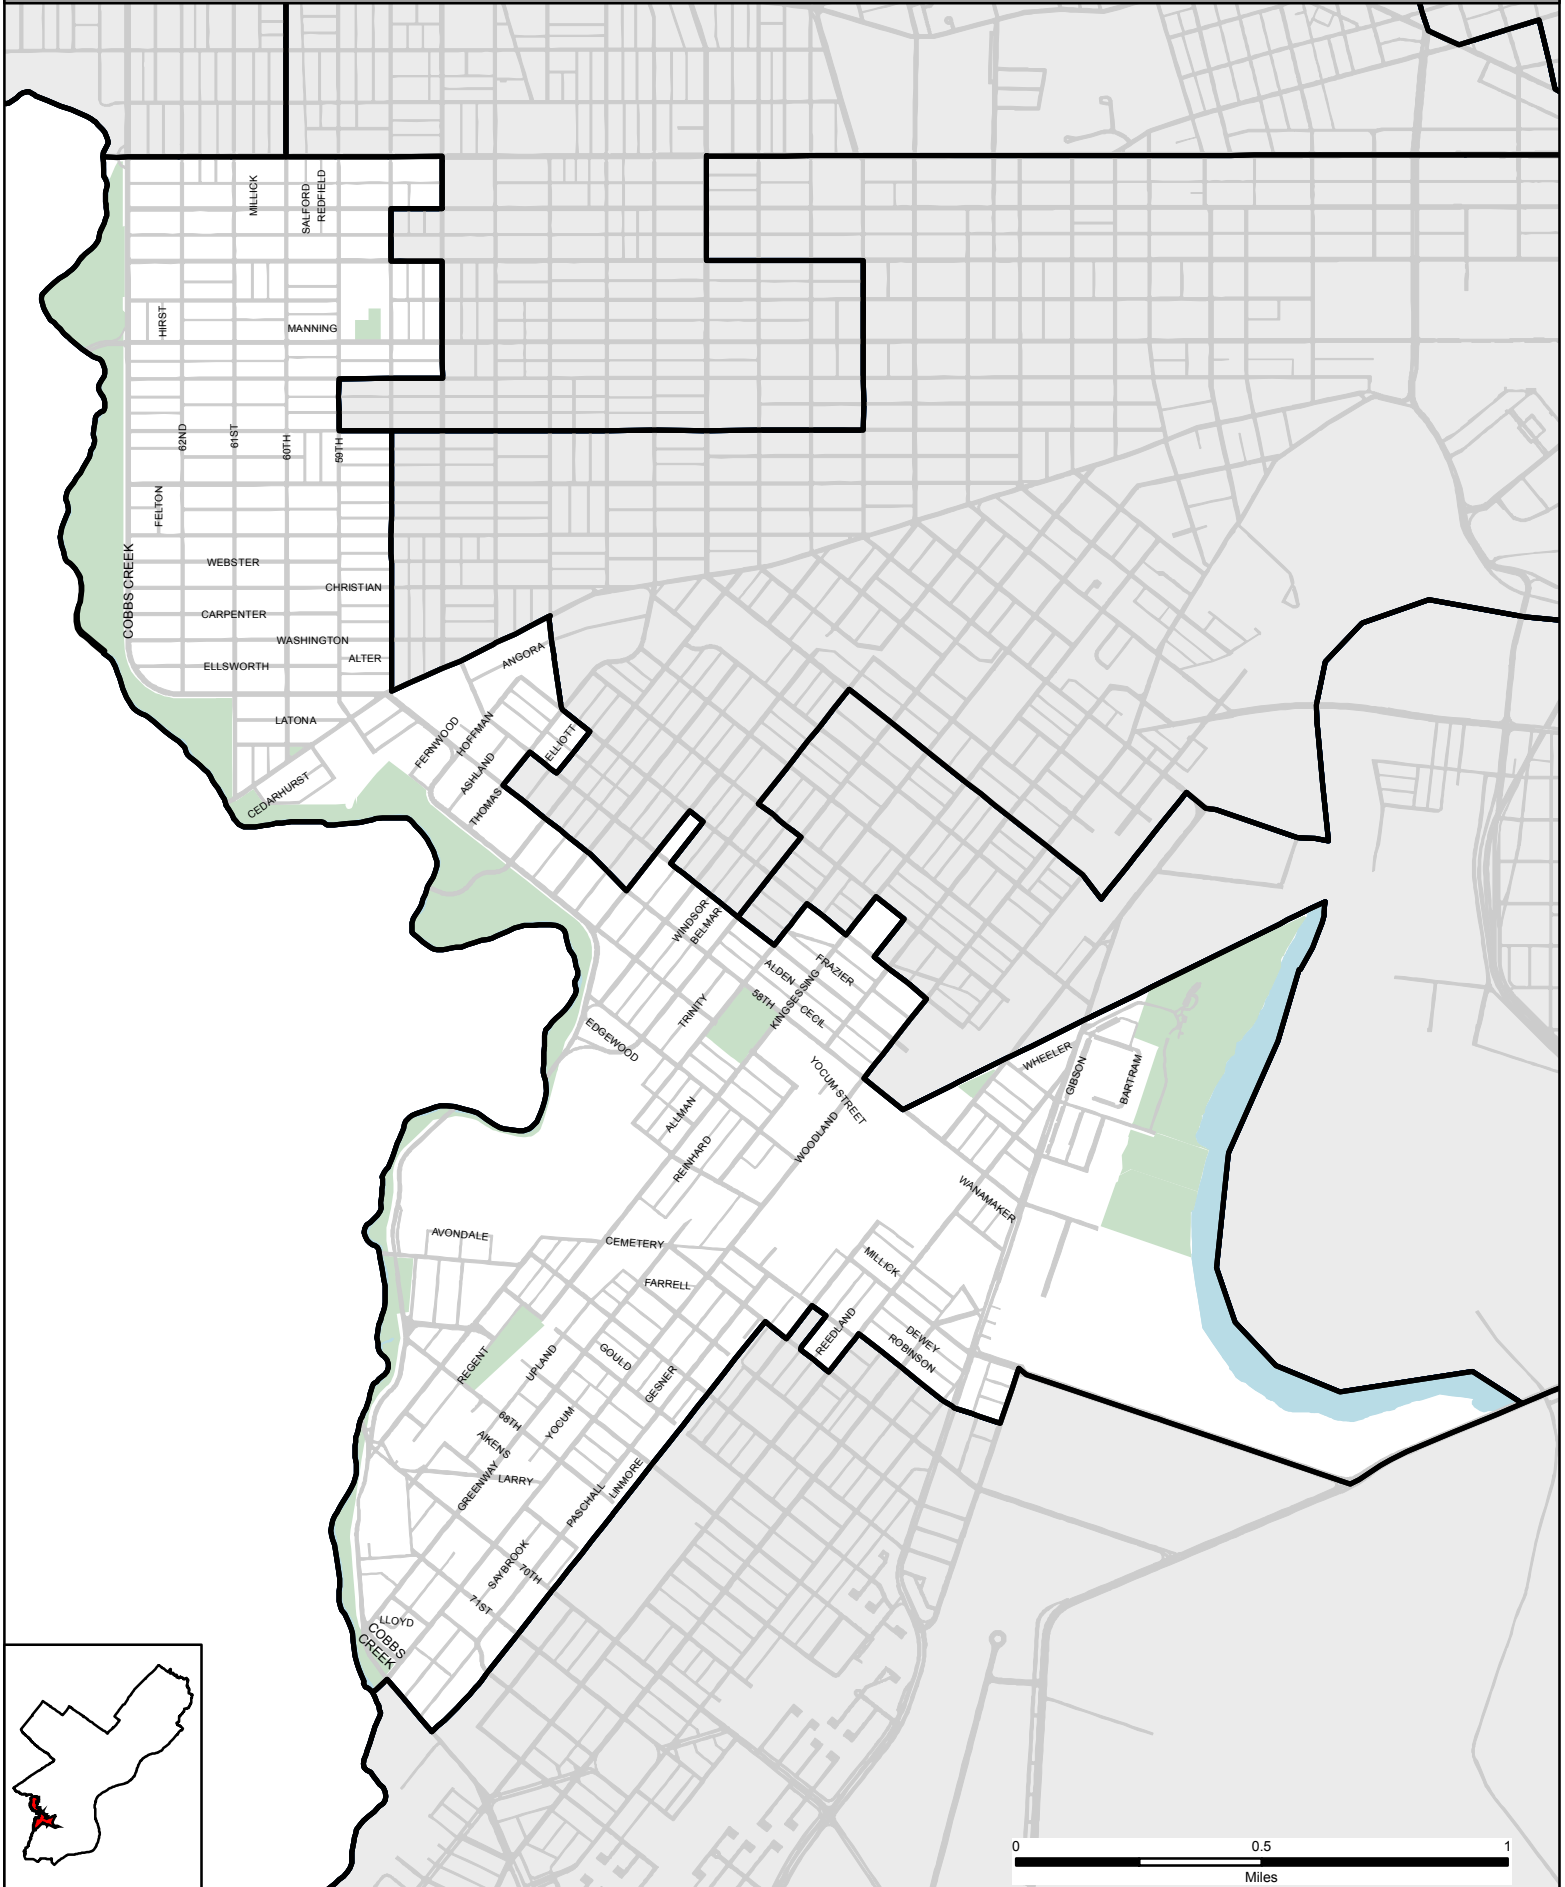 MILLICK
SALFORD
REDFIELD
HIRST
MANNING
62ND
61ST
60TH
59TH
FELTON
COBBS CREEK
WEBSTER
CHRISTIAN
CARPENTER
WASHINGTON
ALTER
ELLSWORTH
ANGORA
LATONA
FERNWOOD
HOFFMAN
ELLIOTT
ASHLAND
THOMAS
CEDARHURST
WINDSOR
BELMAR
FRAZIER
ALDEN
KINGSESSING
58TH
CECIL
TRINITY
EDGEWOOD
WHEELER
GIBSON
BARTRAM
YOCUM STREET
ALLMAN
WOODLAND
REINHARD
WANAMAKER
AVONDALE
CEMETERY
MILLICK
FARRELL
REEDLAND
DEWEY
ROBINSON
REGENT
UPLAND
GOULD
GESNER
68TH
YOCUM
AIKENS
LARRY
GREENWAY
LINMORE
PASCHALL
SAYBROOK
70TH
71ST
LLOYD
COBBS
CREEK
0 0.5 1
Miles